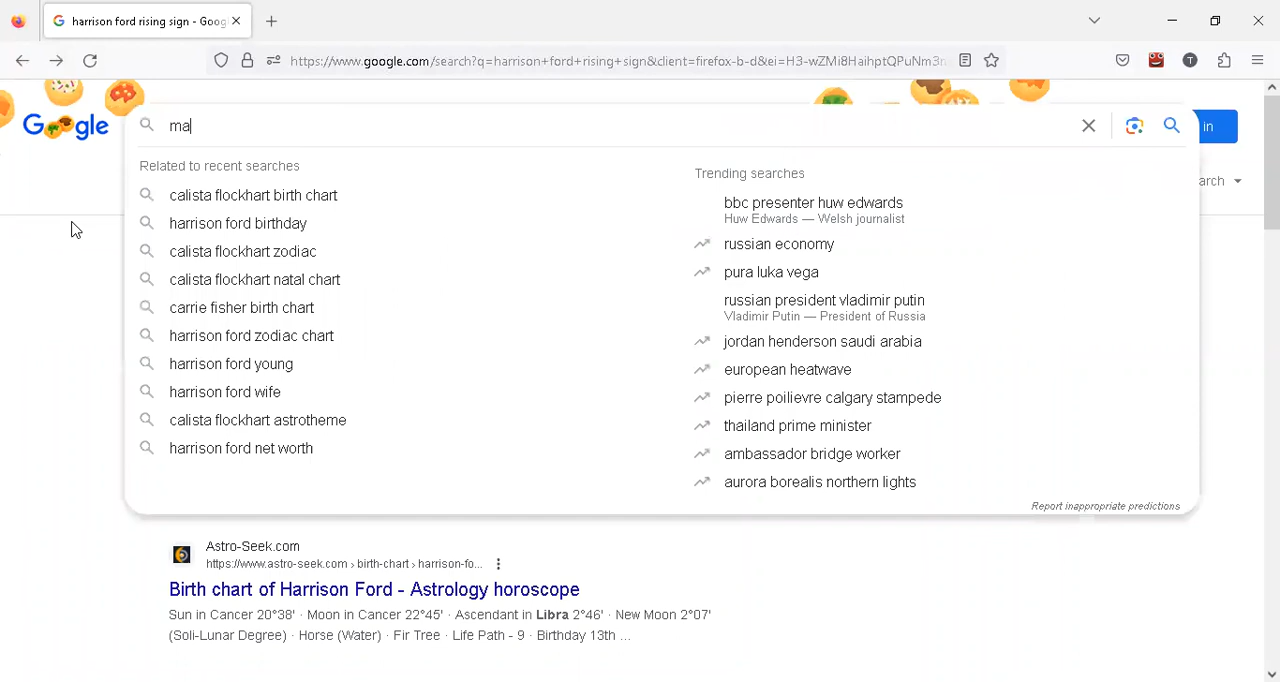 harrison ford rising sign - Goog
https://www.google.com/search?q=harrison+ford+rising+sign&client=firefox-b-d&ei=H3-wZMi8HaihptQPuNm3n
T
Google
ma
in
arch
Related to recent searches
calista flockhart birth chart
harrison ford birthday
calista flockhart zodiac
calista flockhart natal chart
carrie fisher birth chart
harrison ford zodiac chart
harrison ford young
harrison ford wife
calista flockhart astrotheme
harrison ford net worth
Trending searches
bbc presenter huw edwards
Huw Edwards — Welsh journalist
russian economy
pura luka vega
russian president vladimir putin
Vladimir Putin — President of Russia
jordan henderson saudi arabia
european heatwave
pierre poilievre calgary stampede
thailand prime minister
ambassador bridge worker
aurora borealis northern lights
Report inappropriate predictions
Astro-Seek.com
https://www.astro-seek.com › birth-chart › harrison-fo...
Birth chart of Harrison Ford - Astrology horoscope
Sun in Cancer 20°38' · Moon in Cancer 22°45' · Ascendant in Libra 2°46' · New Moon 2°07'
(Soli-Lunar Degree) · Horse (Water) · Fir Tree · Life Path - 9 · Birthday 13th ...